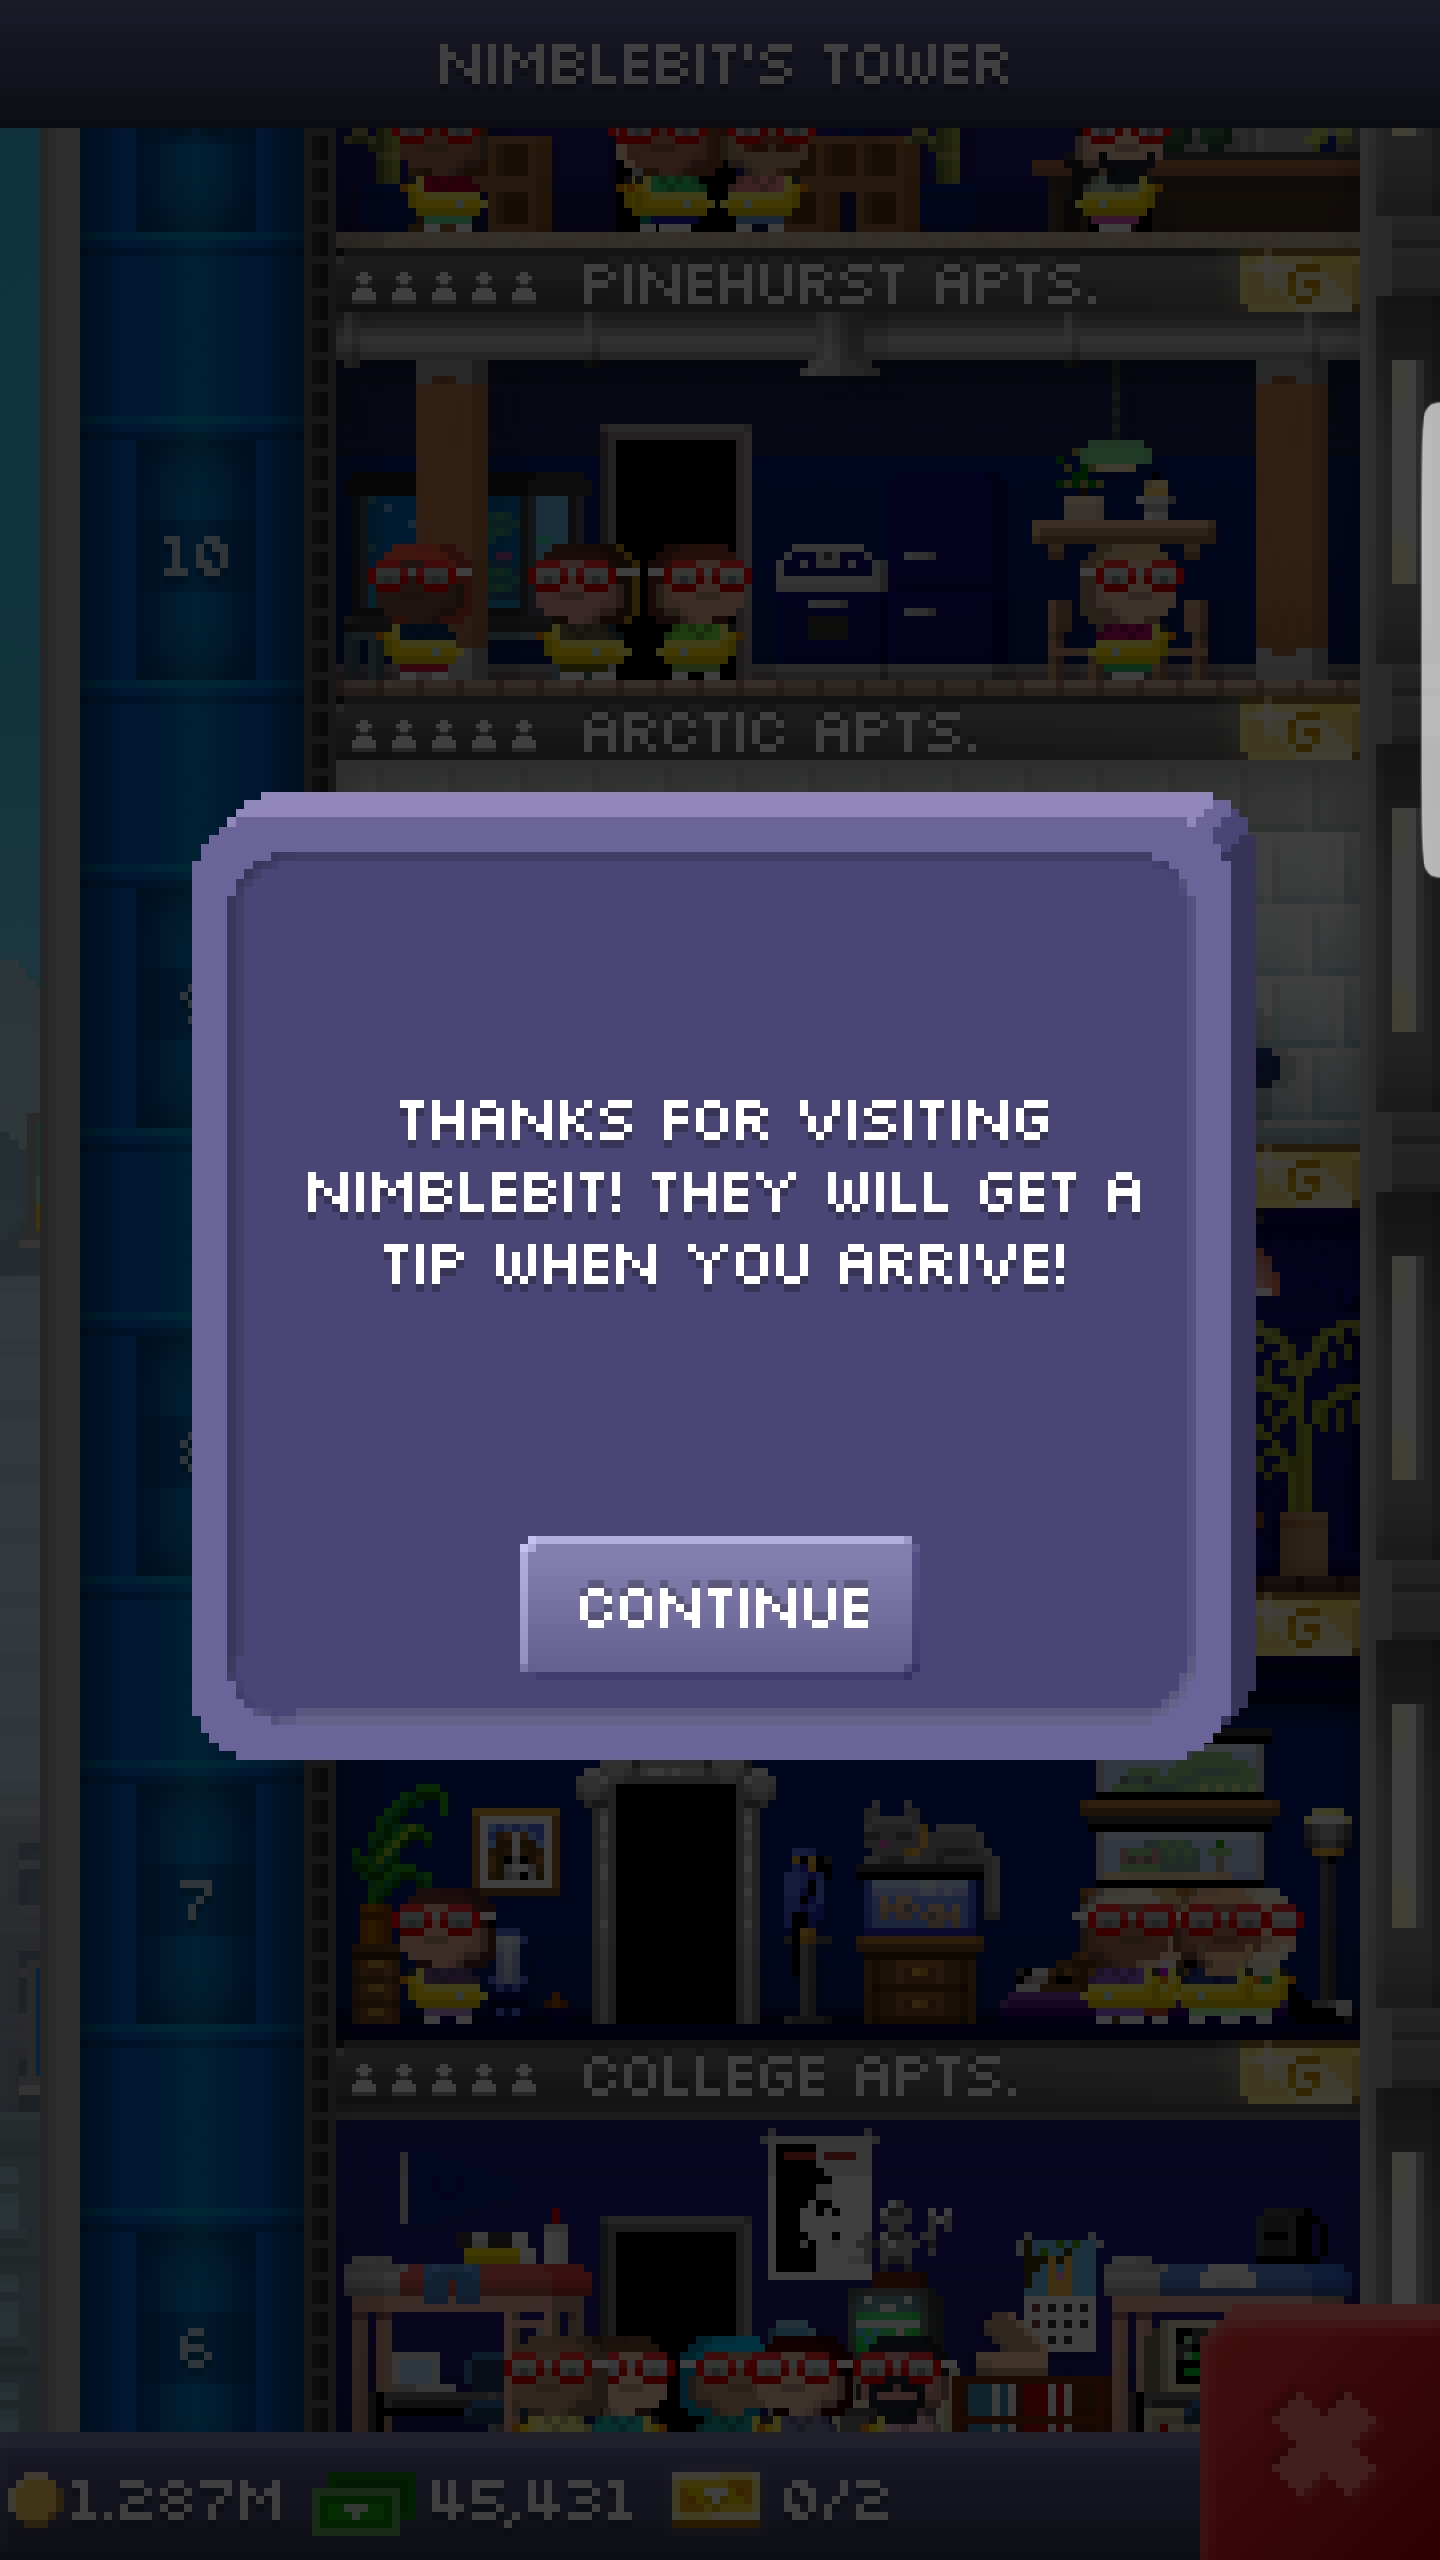 NIMBLEBIT'S TOWER
PINEHURST APTS.
G
10
ARCTIC APTS.
G
THANKS FOR VISITING
NIMBLEBIT! THEY WILL GET A
TIP WHEN YOU ARRIVE!
G
CONTINUE
G
7
COLLEGE APTS.
G
6
1.287M
45,431
0/2